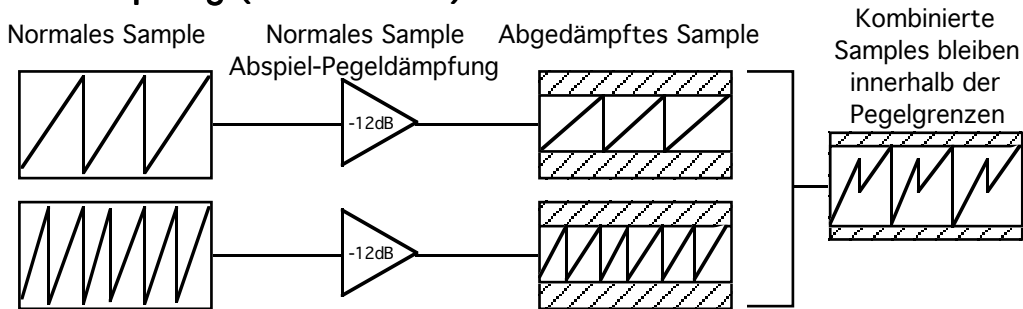 Normales Sample
Normales Sample
Abspiel-Pegeldämpfung
Abgedämpftes Sample
Kombinierte
Samples bleiben
innerhalb der
Pegelgrenzen
-12dB
-12dB